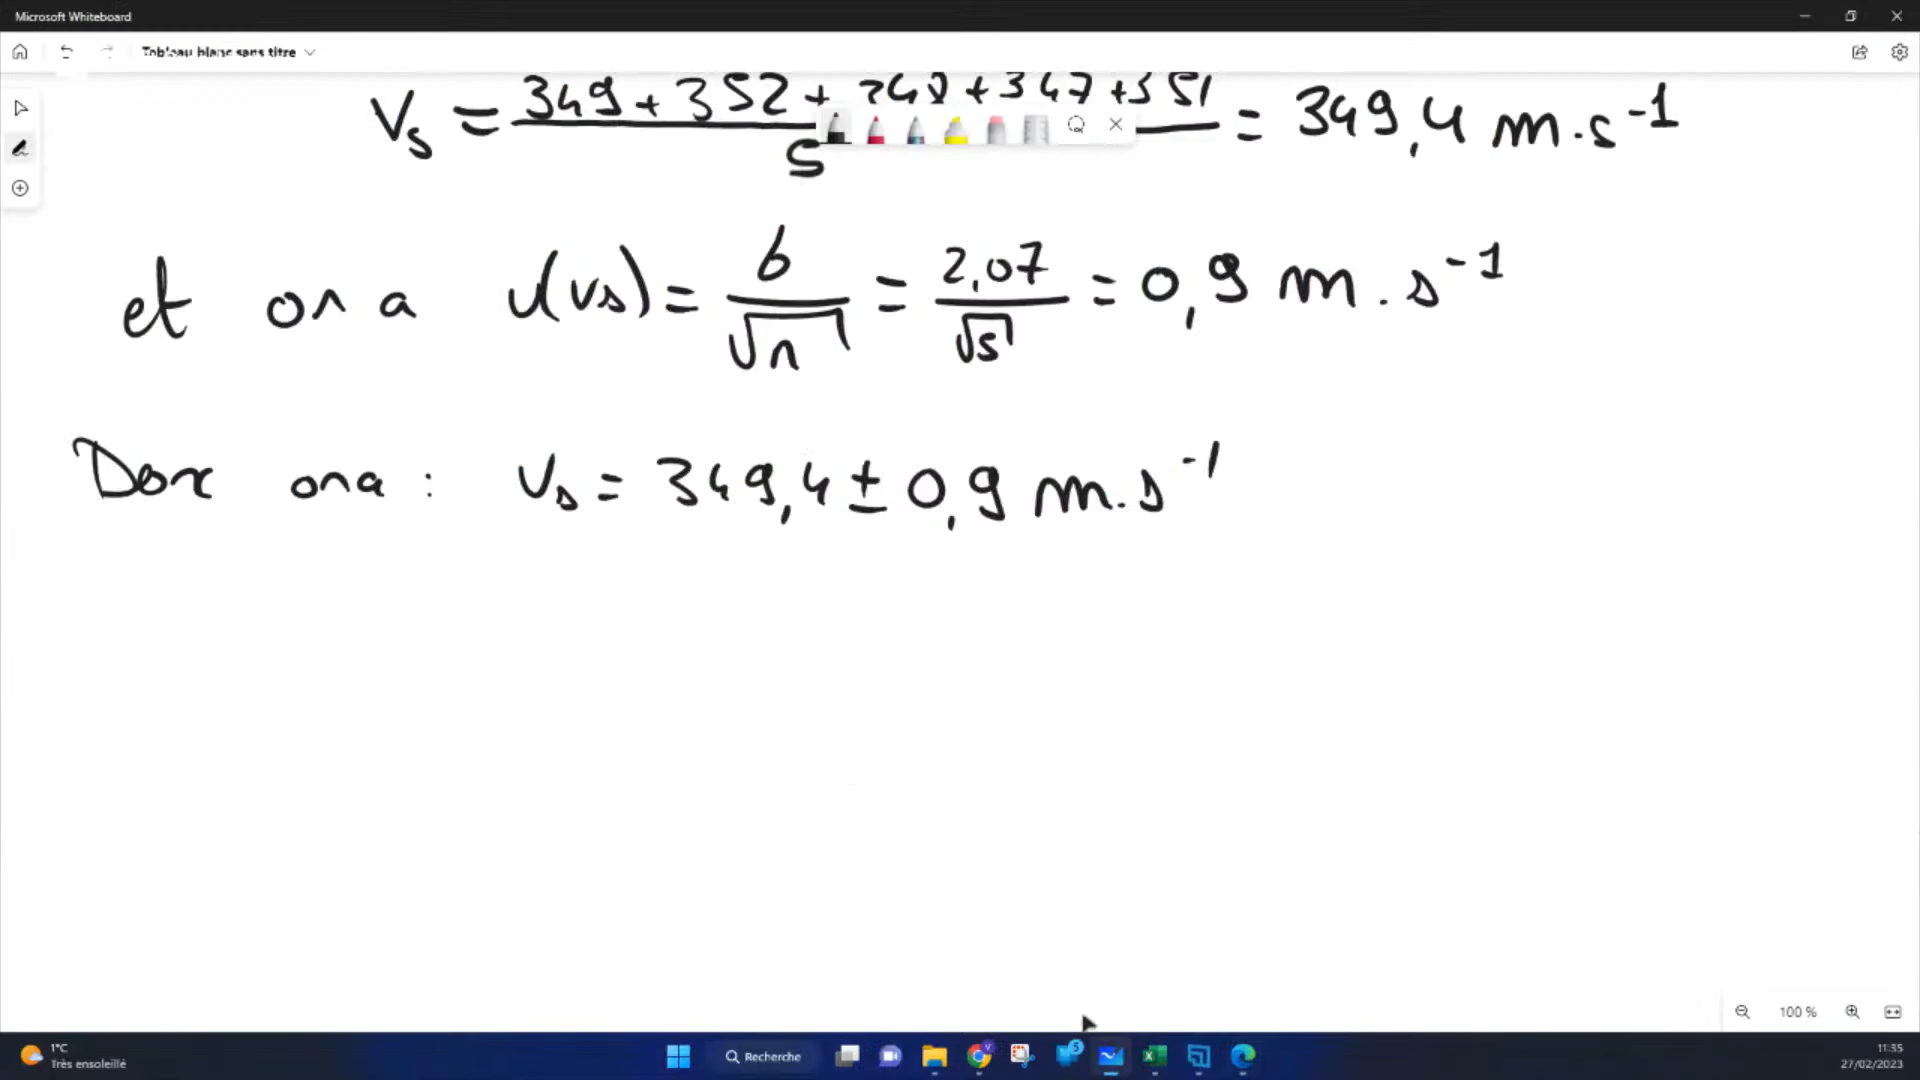 Microsoft Whiteboard
Tableau blanc sans titre
Vs = 349 + 352 + 348 + 347 + 351 / 5 = 349,4 m.s⁻¹
et on a u(vs) = σ/√n = 2,07/√5 = 0,9 m.s⁻¹
Donc on a : Vs = 349,4 ± 0,9 m.s⁻¹
100 %
1°C
Très ensoleillé
Recherche
5
11:35
27/02/2023